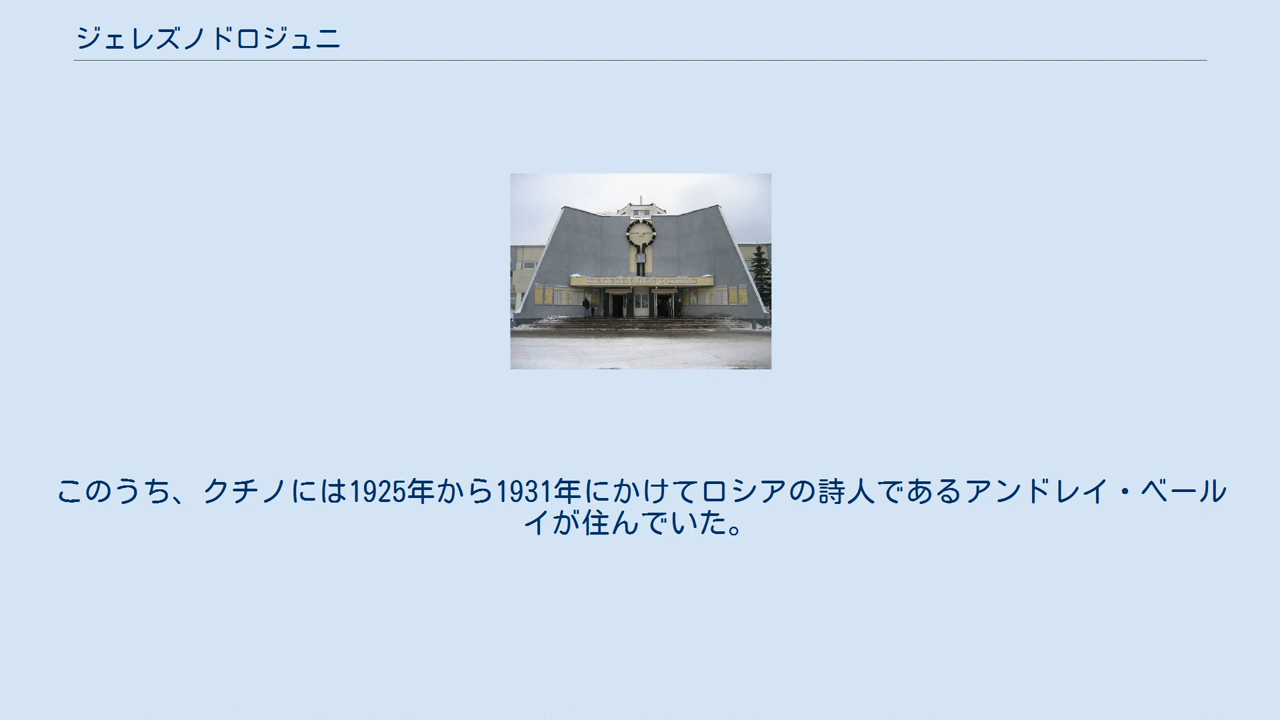 ジェレズノドロジュニ
このうち、クチノには1925年から1931年にかけてロシアの詩人であるアンドレイ・ベール
イが住んでいた。